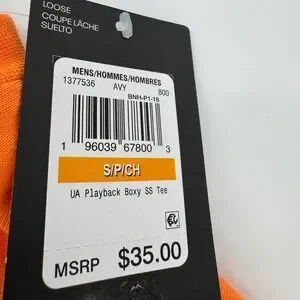 LOOSE
COUPE LÂCHE
SUELTO
MENS/HOMMES/HOMBRES
1377536 AVY 800
BNH-P1-18
1 96039 67800 3
S/P/CH
UA Playback Boxy SS Tee
MSRP $35.00